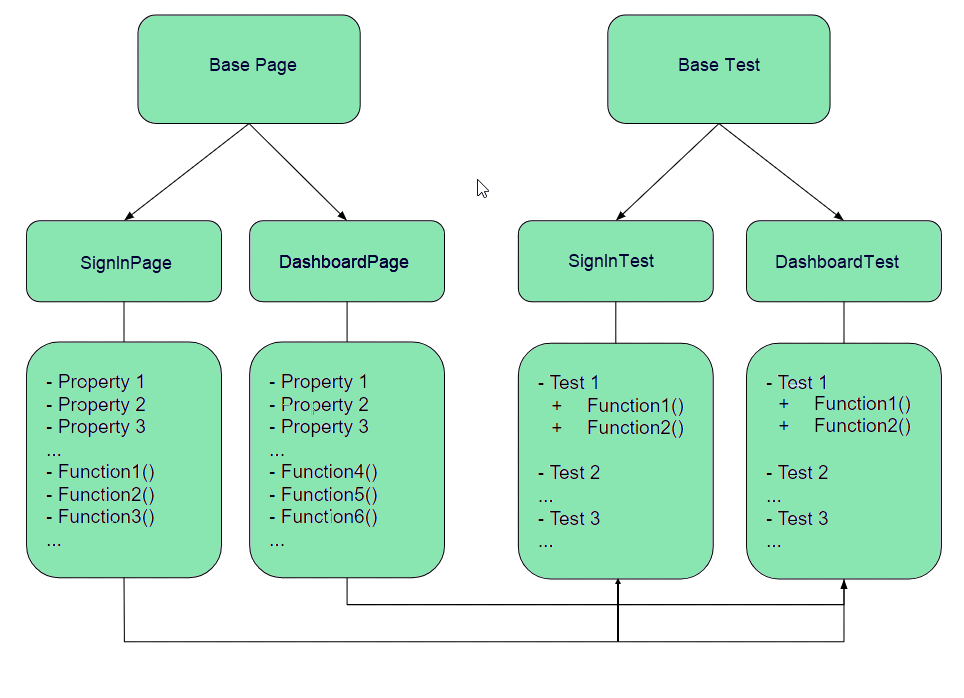 Base Page
Base Test
SignInPage
DashboardPage
SignInTest
DashboardTest
- Property 1
- Property 2
- Property 3
...
- Function1()
- Function2()
- Function3()
...
- Property 1
- Property 2
- Property 3
...
- Function4()
- Function5()
- Function6()
...
- Test 1
+ Function1()
+ Function2()
- Test 2
...
- Test 3
...
- Test 1
+ Function1()
+ Function2()
- Test 2
...
- Test 3
...